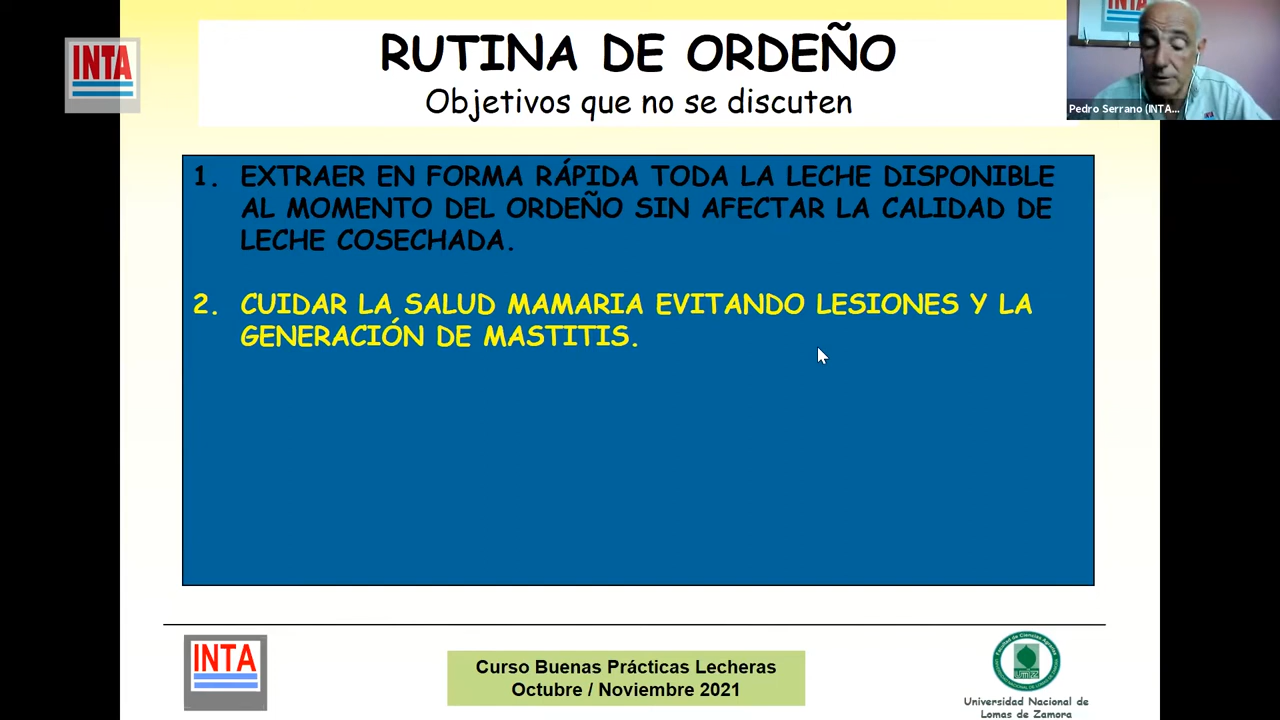 INTA
RUTINA DE ORDEÑO
Objetivos que no se discuten
INTA
Pedro Serrano (INTA...
1. EXTRAER EN FORMA RÁPIDA TODA LA LECHE DISPONIBLE
AL MOMENTO DEL ORDEÑO SIN AFECTAR LA CALIDAD DE
LECHE COSECHADA.
2. CUIDAR LA SALUD MAMARIA EVITANDO LESIONES Y LA
GENERACIÓN DE MASTITIS.
INTA
Curso Buenas Prácticas Lecheras
Octubre / Noviembre 2021
Universidad Nacional de
Lomas de Zamora